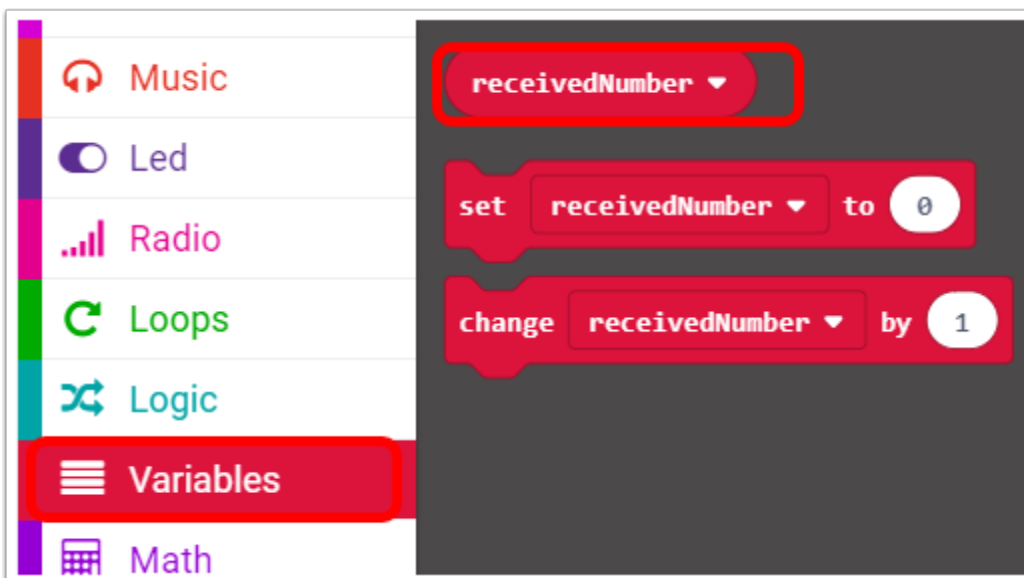 Music
Led
Radio
Loops
Logic
Variables
Math
receivedNumber
set receivedNumber to 0
change receivedNumber by 1